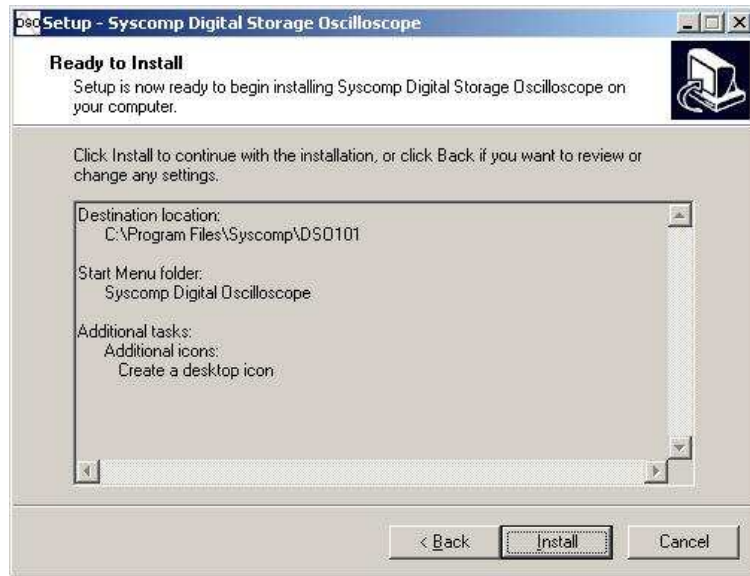 DSO Setup - Syscomp Digital Storage Oscilloscope
Ready to Install
Setup is now ready to begin installing Syscomp Digital Storage Oscilloscope on
your computer.
Click Install to continue with the installation, or click Back if you want to review or
change any settings.
Destination location:
C:\Program Files\Syscomp\DSO101
Start Menu folder:
Syscomp Digital Oscilloscope
Additional tasks:
Additional icons:
Create a desktop icon
< Back Install Cancel